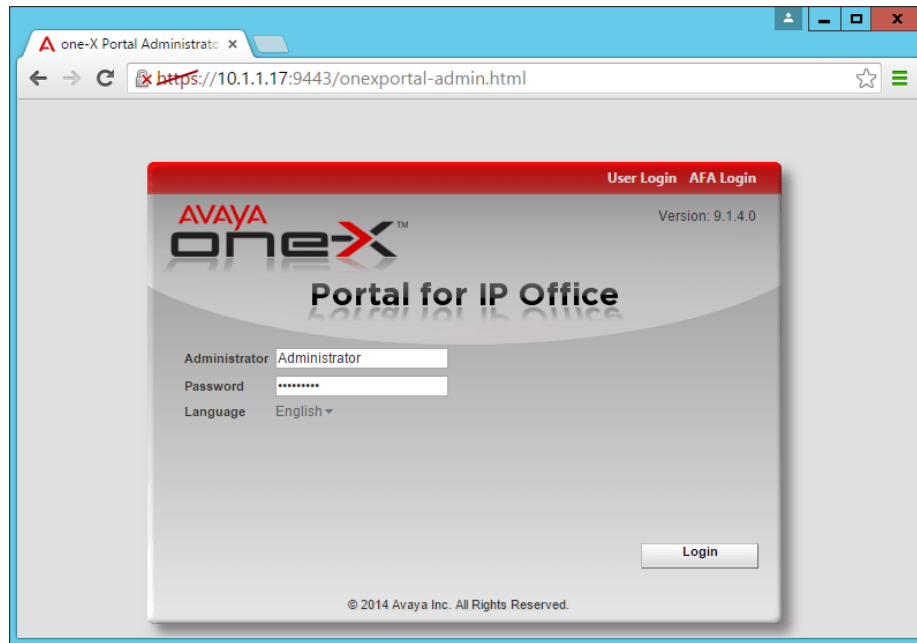 one-X Portal Administrato
https://10.1.1.17:9443/onexportal-admin.html
User Login AFA Login
AVAYA
one-X™
Version: 9.1.4.0
Portal for IP Office
Administrator Administrator
Password •••••••••
Language English
Login
© 2014 Avaya Inc. All Rights Reserved.